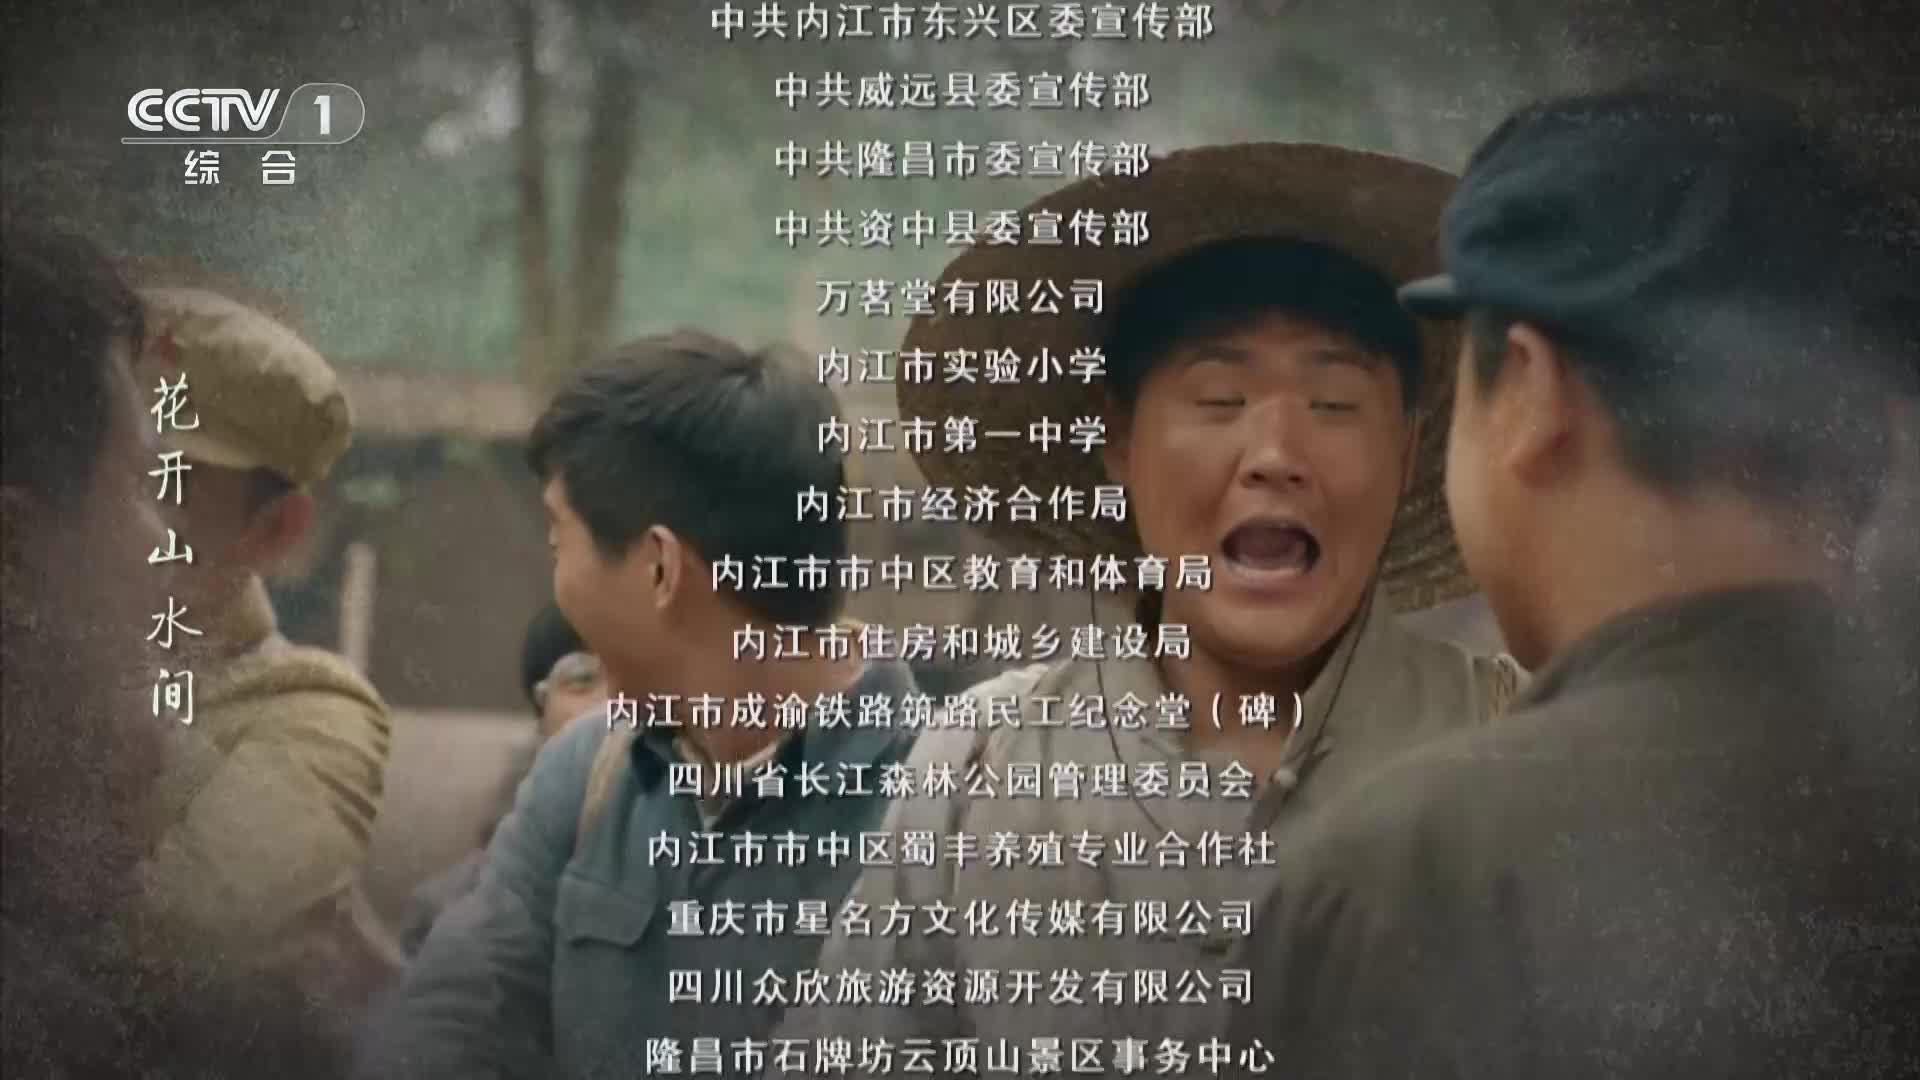 中共内江市东兴区委宣传部
CCTV 1
综合
中共威远县委宣传部
中共隆昌市委宣传部
中共资中县委宣传部
万茗堂有限公司
内江市实验小学
内江市第一中学
内江市经济合作局
内江市市中区教育和体育局
内江市住房和城乡建设局
内江市成渝铁路筑路民工纪念堂（碑）
四川省长江森林公园管理委员会
内江市市中区蜀丰养殖专业合作社
重庆市星名方文化传媒有限公司
四川众欣旅游资源开发有限公司
隆昌市石牌坊云顶山景区事务中心
花开山水间